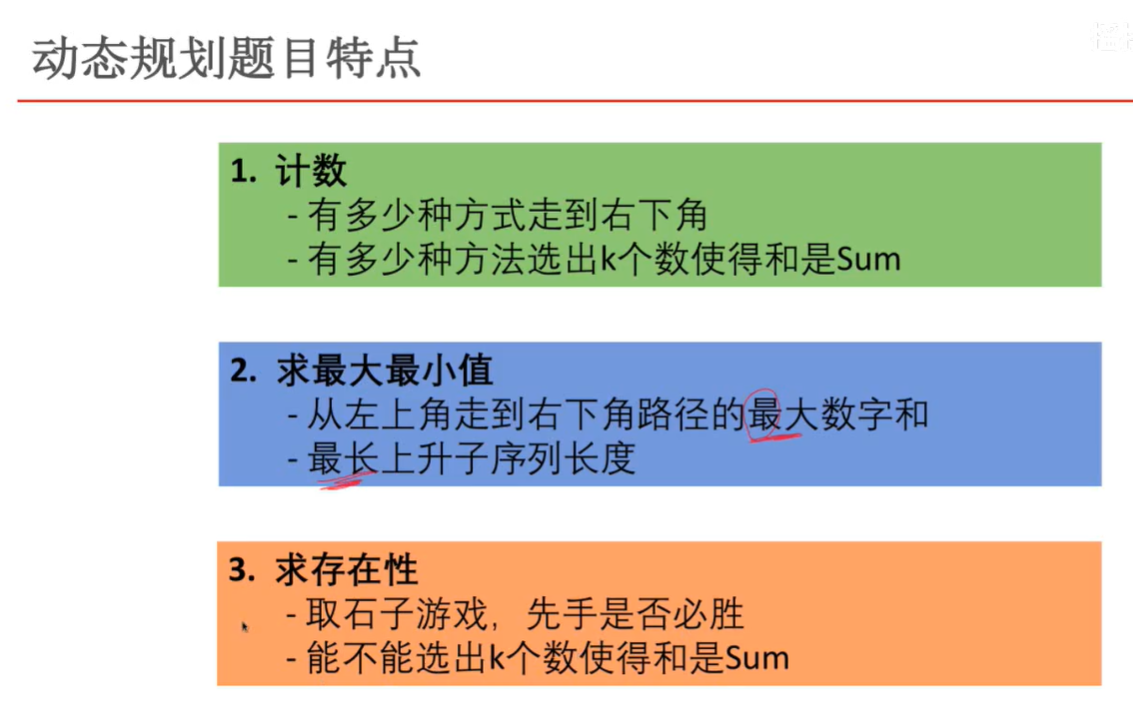 动态规划题目特点
1. 计数
- 有多少种方式走到右下角
- 有多少种方法选出k个数使得和是Sum
2. 求最大最小值
- 从左上角走到右下角路径的最大数字和
- 最长上升子序列长度
3. 求存在性
- 取石子游戏，先手是否必胜
- 能不能选出k个数使得和是Sum